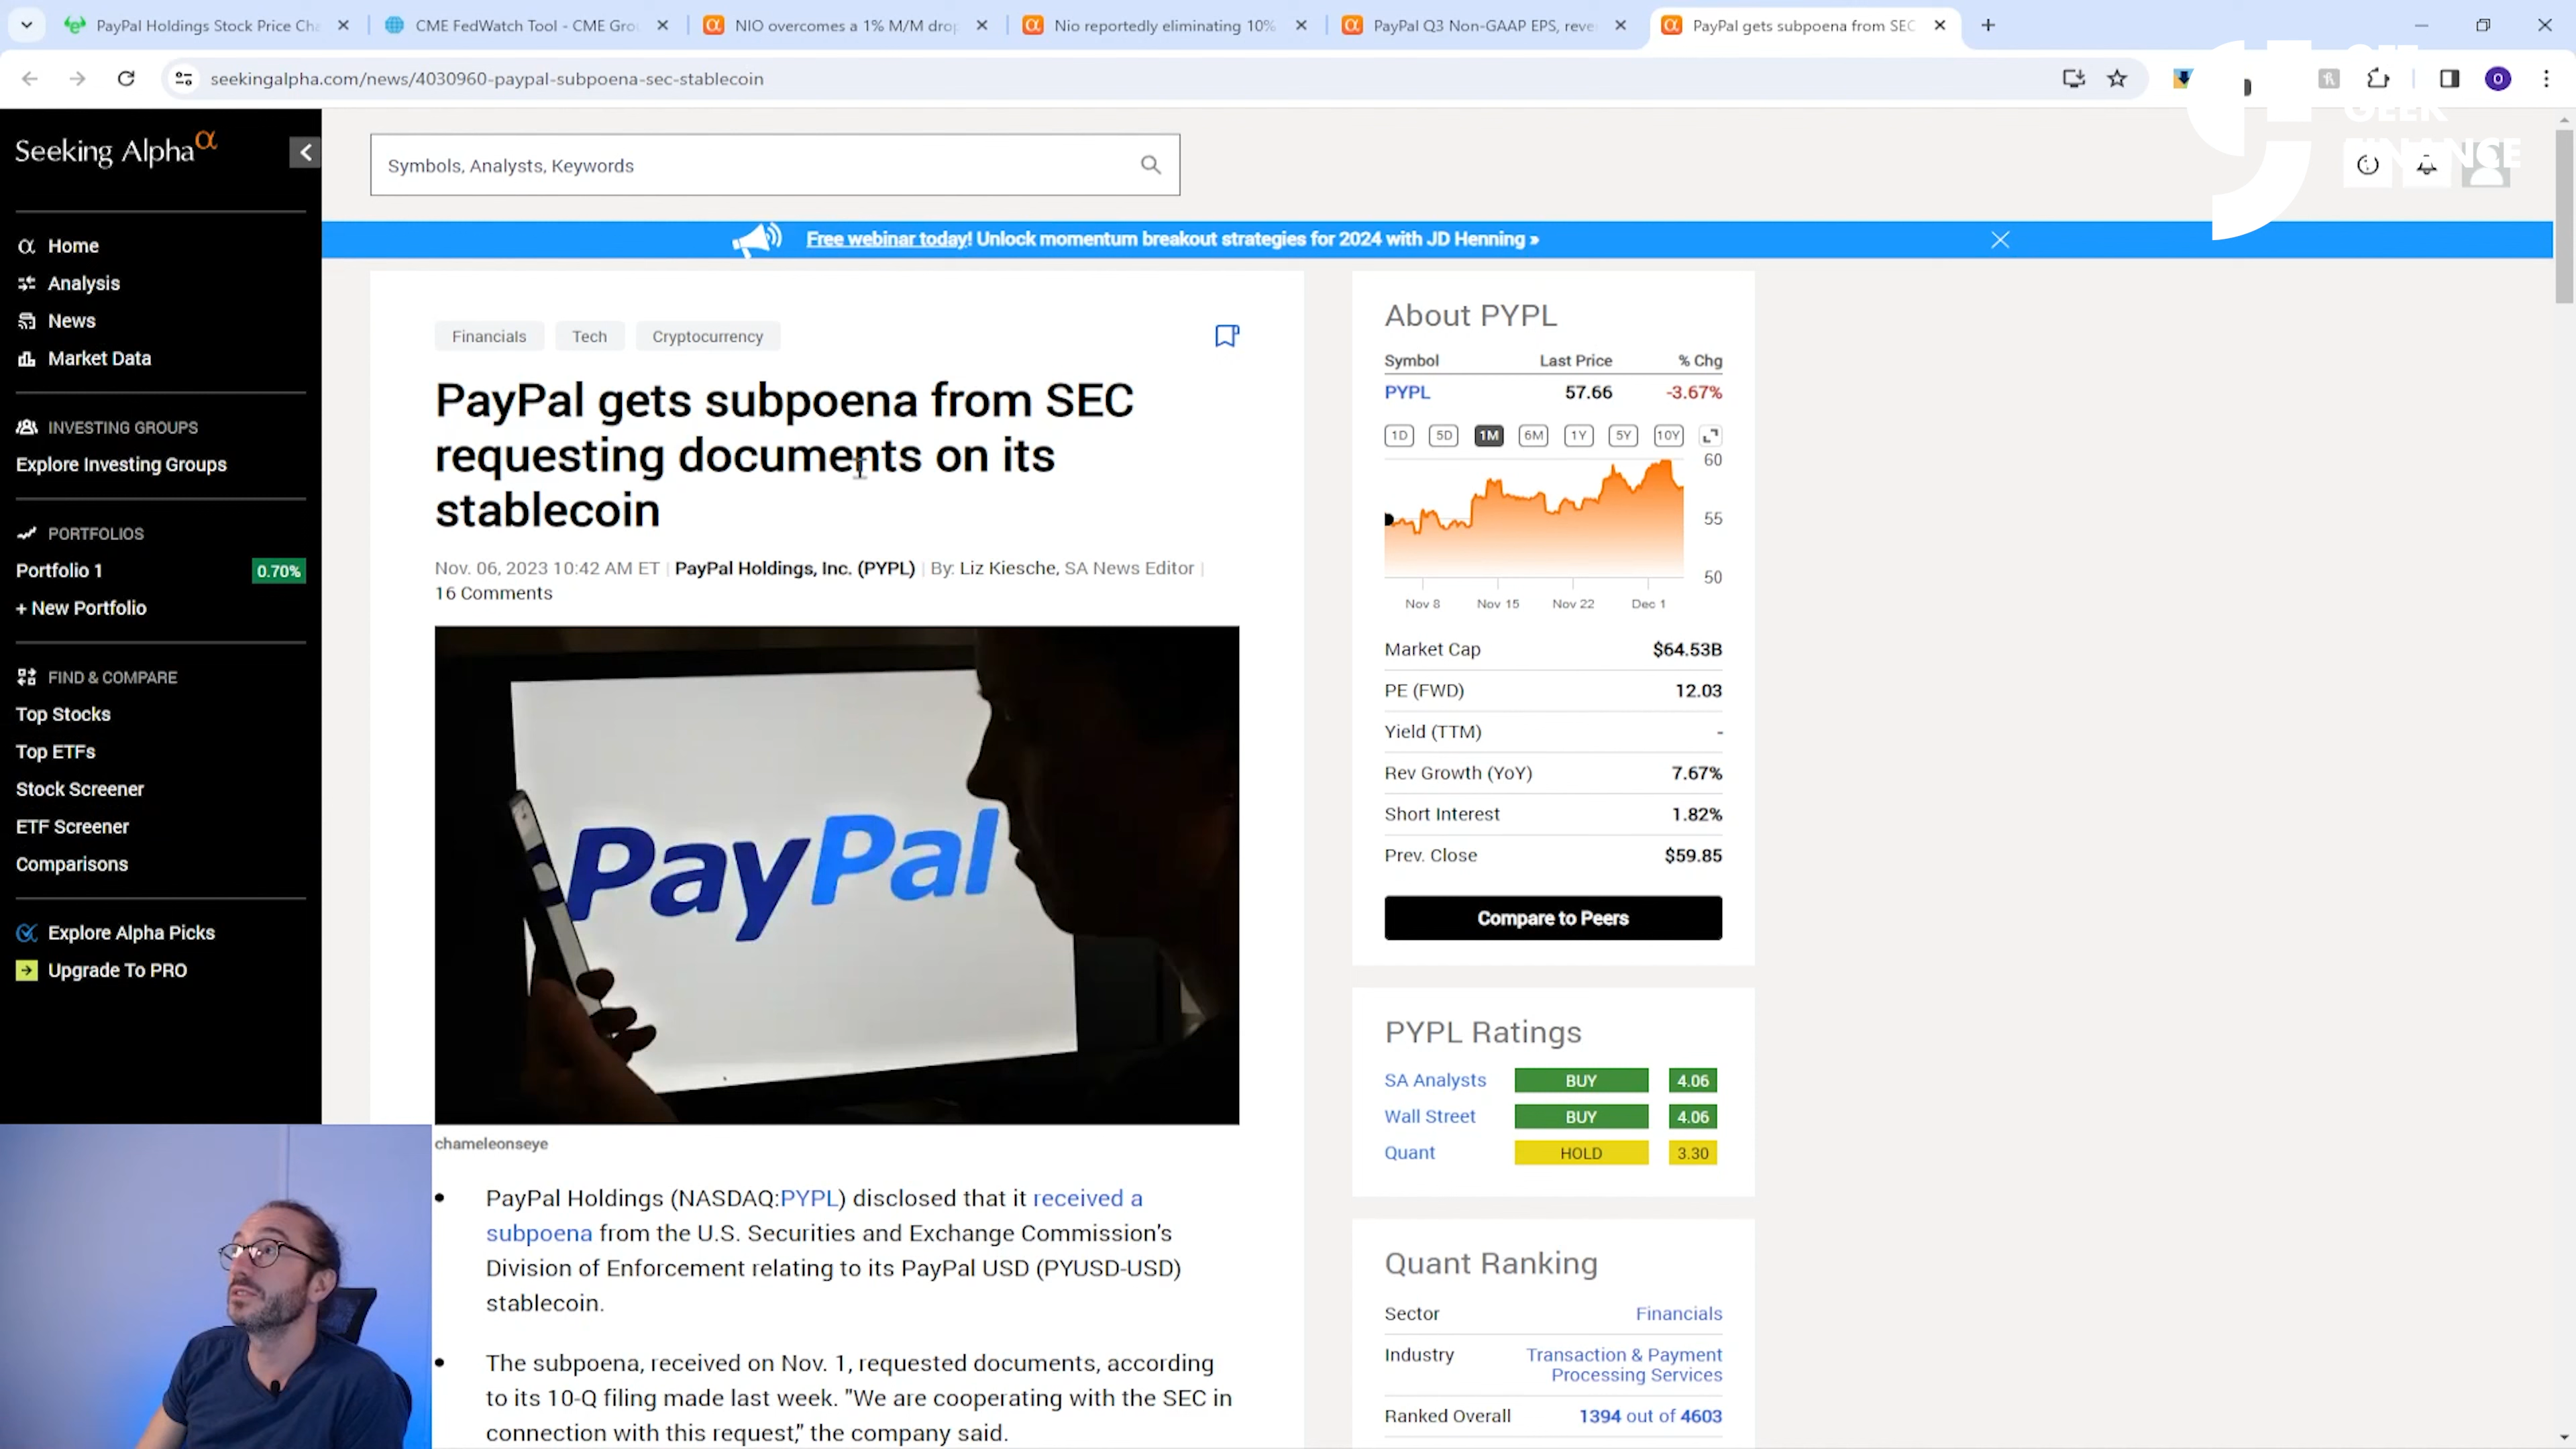 PayPal Holdings Stock Price Cha
CME FedWatch Tool - CME Gro
NIO overcomes a 1% M/M drop
Nio reportedly eliminating 10%
PayPal Q3 Non-GAAP EPS, reve
PayPal gets subpoena from SEC
seekingalpha.com/news/4030960-paypal-subpoena-sec-stablecoin
O
GEEK
FINANCE
Seeking Alpha α
Symbols, Analysts, Keywords
Free webinar today! Unlock momentum breakout strategies for 2024 with JD Henning »
Home
Analysis
News
Market Data
INVESTING GROUPS
Explore Investing Groups
PORTFOLIOS
Portfolio 1 0.70%
+ New Portfolio
FIND & COMPARE
Top Stocks
Top ETFs
Stock Screener
ETF Screener
Comparisons
Explore Alpha Picks
Upgrade To PRO
Financials Tech Cryptocurrency
PayPal gets subpoena from SEC
requesting documents on its
stablecoin
Nov. 06, 2023 10:42 AM ET | PayPal Holdings, Inc. (PYPL) | By: Liz Kiesche, SA News Editor |
16 Comments
PayPal
chameleonseye
• PayPal Holdings (NASDAQ:PYPL) disclosed that it received a
subpoena from the U.S. Securities and Exchange Commission's
Division of Enforcement relating to its PayPal USD (PYUSD-USD)
stablecoin.
• The subpoena, received on Nov. 1, requested documents, according
to its 10-Q filing made last week. "We are cooperating with the SEC in
connection with this request," the company said.
About PYPL
Symbol Last Price % Chg
PYPL 57.66 -3.67%
1D 5D 1M 6M 1Y 5Y 10Y
60
55
50
Nov 8 Nov 15 Nov 22 Dec 1
Market Cap $64.53B
PE (FWD) 12.03
Yield (TTM) -
Rev Growth (YoY) 7.67%
Short Interest 1.82%
Prev. Close $59.85
Compare to Peers
PYPL Ratings
SA Analysts BUY 4.06
Wall Street BUY 4.06
Quant HOLD 3.30
Quant Ranking
Sector Financials
Industry Transaction & Payment
Processing Services
Ranked Overall 1394 out of 4603